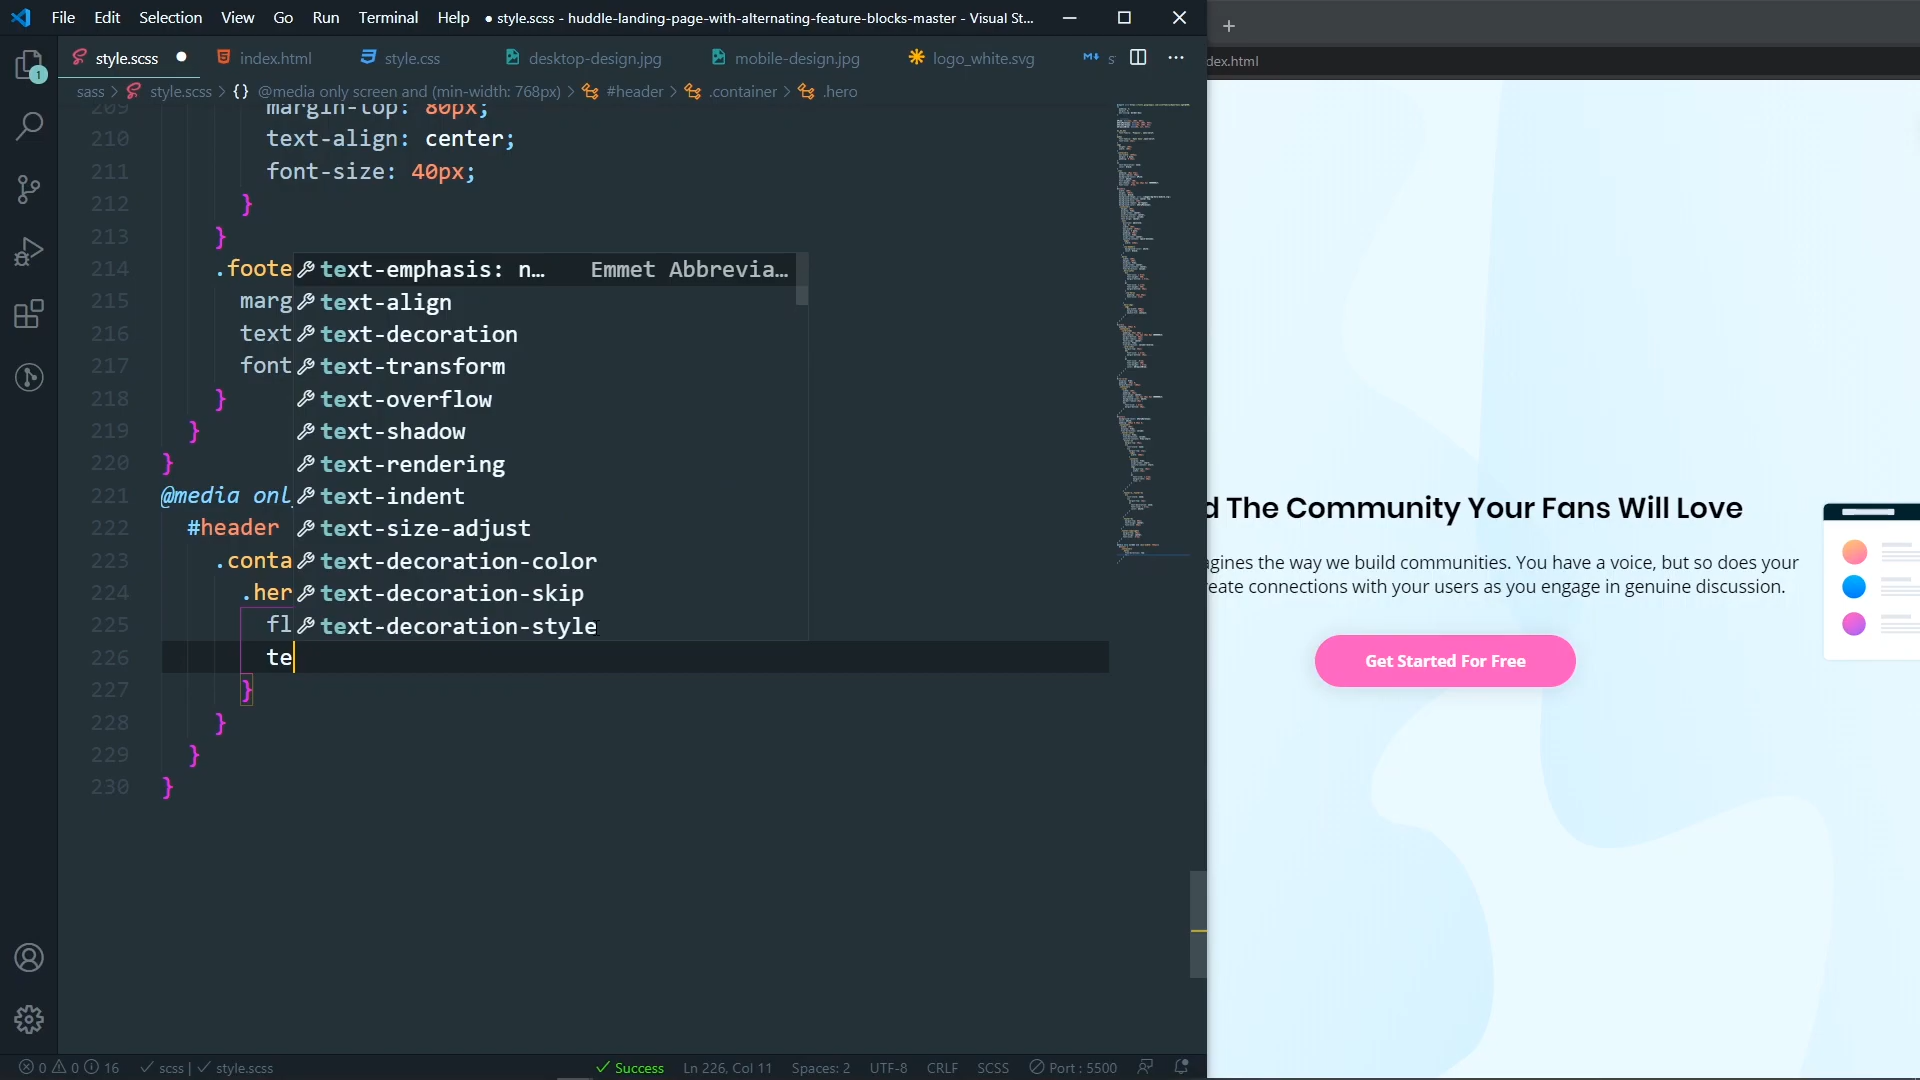 File Edit Selection View Go Run Terminal Help ● style.scss - huddle-landing-page-with-alternating-feature-blocks-master - Visual St...
dex.html
style.scss ● index.html style.css desktop-design.jpg mobile-design.jpg logo_white.svg s
sass > style.scss > {} @media only screen and (min-width: 768px) > #header > .container > .hero
209 margin-top: 80px;
210 text-align: center;
211 font-size: 40px;
212 }
213 }
214 .foote
215 marg
216 text
217 font
218 }
219 }
220 }
221 @media onl
222 #header
223 .conta
224 .her
225 fl
226 te
227 }
228 }
229 }
230 }
text-emphasis: n... Emmet Abbrevia...
text-align
text-decoration
text-transform
text-overflow
text-shadow
text-rendering
text-indent
text-size-adjust
text-decoration-color
text-decoration-skip
text-decoration-style
1
d The Community Your Fans Will Love
agines the way we build communities. You have a voice, but so does your
reate connections with your users as you engage in genuine discussion.
Get Started For Free
0 0 16 scss | style.scss Success Ln 226, Col 11 Spaces: 2 UTF-8 CRLF SCSS Port : 5500